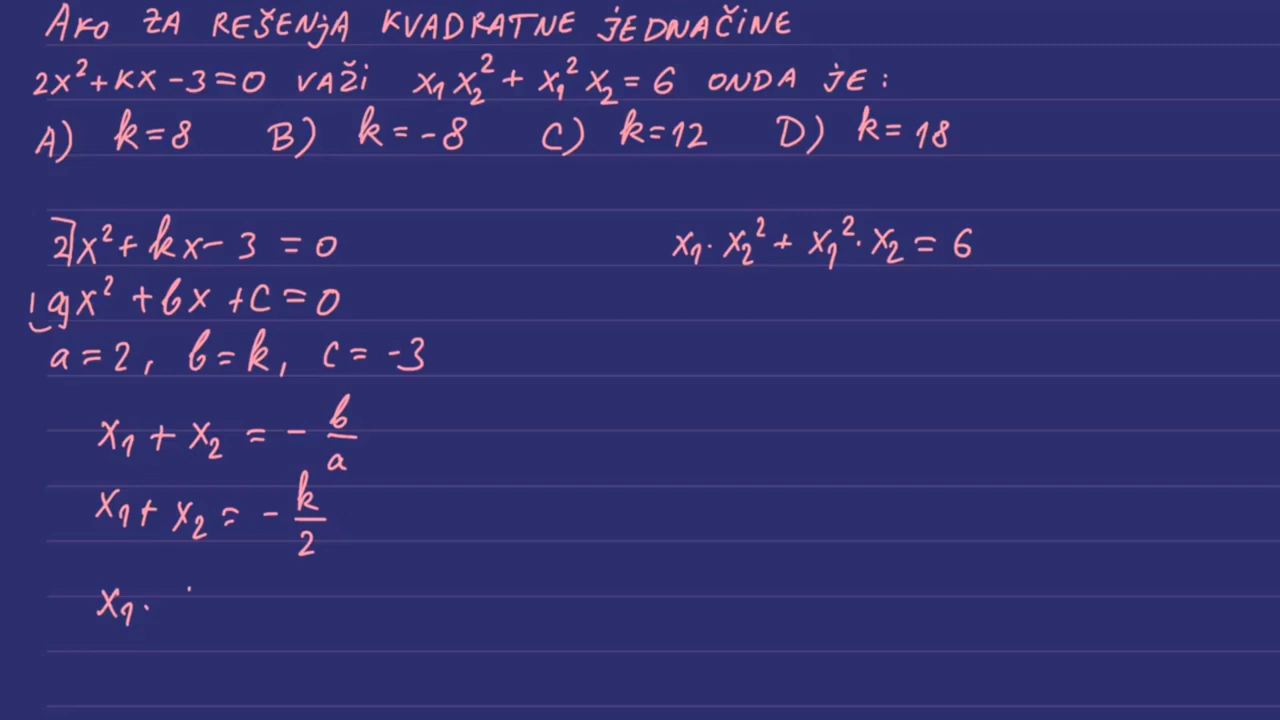 AKO ZA REŠENJA KVADRATNE JEDNAČINE
2x²+kx-3=0 VAŽI x₁x₂²+x₁²x₂=6 ONDA JE:
A) k=8 B) k=-8 C) k=12 D) k=18
2x²+kx-3=0 x₁·x₂²+x₁²·x₂=6
ax²+bx+c=0
a=2, b=k, c=-3
x₁+x₂=-b/a
x₁+x₂=-k/2
x₁·